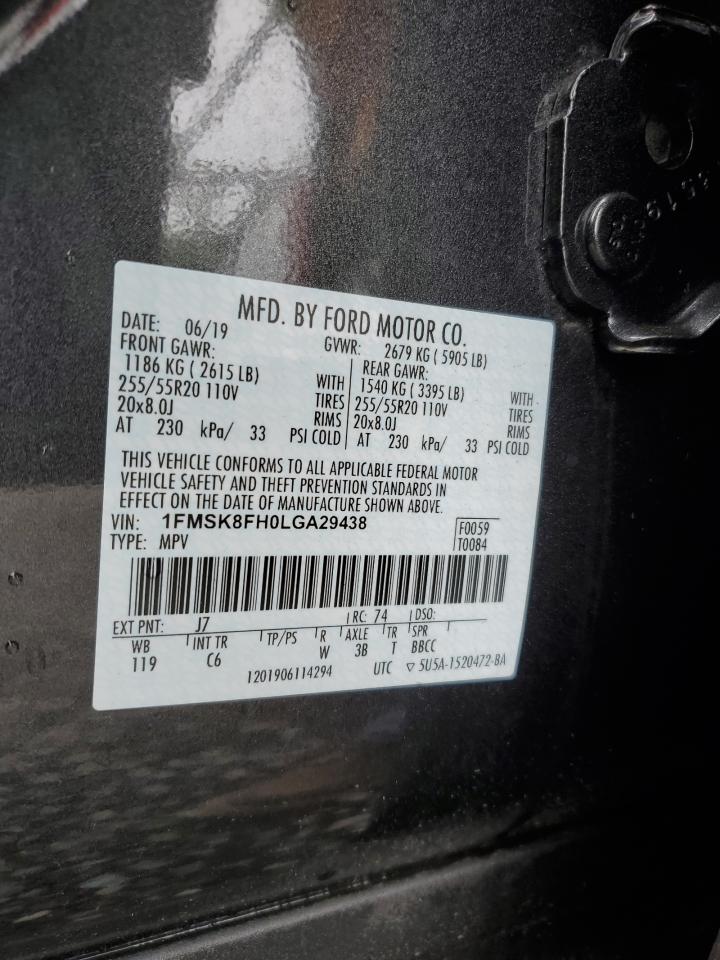 MFD. BY FORD MOTOR CO.
DATE: 06/19 GVWR: 2679 KG ( 5905 LB)
FRONT GAWR: REAR GAWR:
1186 KG ( 2615 LB) WITH 1540 KG ( 3395 LB) WITH
255/55R20 110V TIRES 255/55R20 110V TIRES
20x8.0J RIMS 20x8.0J RIMS
AT 230 kPa/ 33 PSI COLD AT 230 kPa/ 33 PSI COLD
THIS VEHICLE CONFORMS TO ALL APPLICABLE FEDERAL MOTOR
VEHICLE SAFETY AND THEFT PREVENTION STANDARDS IN
EFFECT ON THE DATE OF MANUFACTURE SHOWN ABOVE.
VIN: 1FMSK8FH0LGA29438 F0059
TYPE: MPV T0084
EXT PNT: J7 RC: 74 DSO:
WB INT TR TP/PS R AXLE TR SPR
119 C6 W 3B T BBCC
1201906114294 UTC ▽ 5U5A-1520472-BA